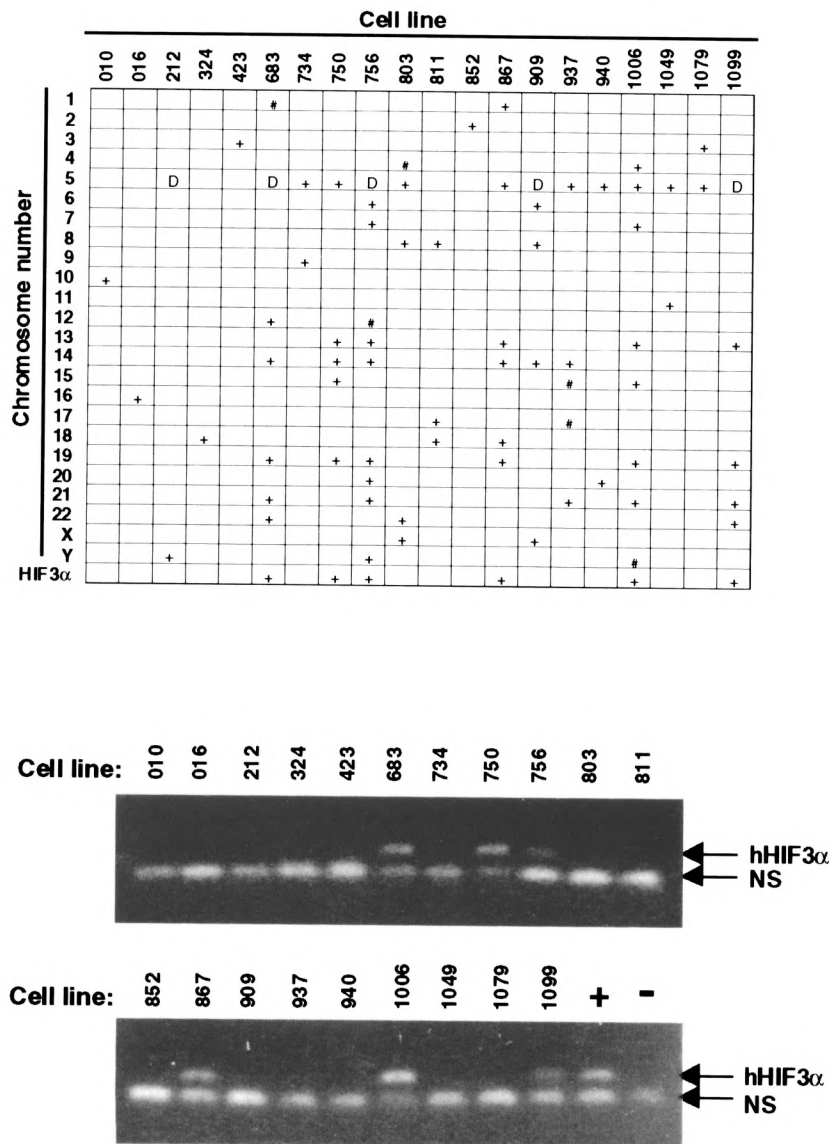 Cell line
010 016 212 324 423 683 734 750 756 803 811 852 867 909 937 940 1006 1049 1079 1099
Chromosome number
1 # +
2 +
3 + +
4 # +
5 D D + + D + + D + + + + + D
6 + +
7 + +
8 + + +
9 +
10 +
11 +
12 + #
13 + + + + +
14 + + + + + +
15 + # +
16 +
17 + #
18 + + +
19 + + + + + +
20 + +
21 + + + + +
22 + + +
X + +
Y + + #
HIF3α + + + + + +
Cell line: 010 016 212 324 423 683 734 750 756 803 811
hHIF3α
NS
Cell line: 852 867 909 937 940 1006 1049 1079 1099 + -
hHIF3α
NS